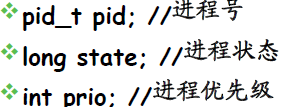 pid_t pid; //进程号
long state; //进程状态
int prio; //进程优先级